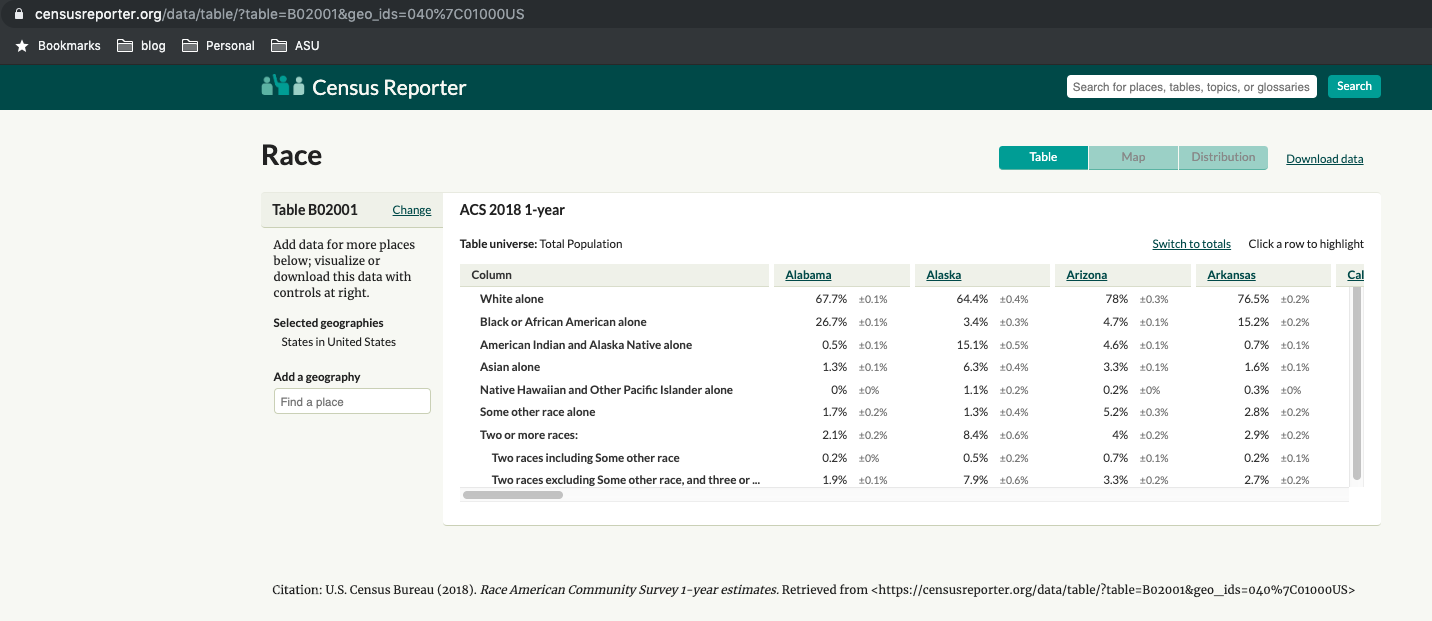 censusreporter.org/data/table/?table=B02001&geo_ids=040%7C01000US
Bookmarks blog Personal ASU
Census Reporter
Search for places, tables, topics, or glossaries Search
Race
Table Map Distribution Download data
Table B02001 Change
Add data for more places
below; visualize or
download this data with
controls at right.
Selected geographies
States in United States
Add a geography
Find a place
ACS 2018 1-year
Table universe: Total Population Switch to totals Click a row to highlight
Column Alabama Alaska Arizona Arkansas Cal
White alone 67.7% ±0.1% 64.4% ±0.4% 78% ±0.3% 76.5% ±0.2%
Black or African American alone 26.7% ±0.1% 3.4% ±0.3% 4.7% ±0.1% 15.2% ±0.2%
American Indian and Alaska Native alone 0.5% ±0.1% 15.1% ±0.5% 4.6% ±0.1% 0.7% ±0.1%
Asian alone 1.3% ±0.1% 6.3% ±0.4% 3.3% ±0.1% 1.6% ±0.1%
Native Hawaiian and Other Pacific Islander alone 0% ±0% 1.1% ±0.2% 0.2% ±0% 0.3% ±0%
Some other race alone 1.7% ±0.2% 1.3% ±0.4% 5.2% ±0.3% 2.8% ±0.2%
Two or more races: 2.1% ±0.2% 8.4% ±0.6% 4% ±0.2% 2.9% ±0.2%
Two races including Some other race 0.2% ±0% 0.5% ±0.2% 0.7% ±0.1% 0.2% ±0.1%
Two races excluding Some other race, and three or ... 1.9% ±0.1% 7.9% ±0.6% 3.3% ±0.2% 2.7% ±0.2%
Citation: U.S. Census Bureau (2018). Race American Community Survey 1-year estimates. Retrieved from <https://censusreporter.org/data/table/?table=B02001&geo_ids=040%7C01000US>